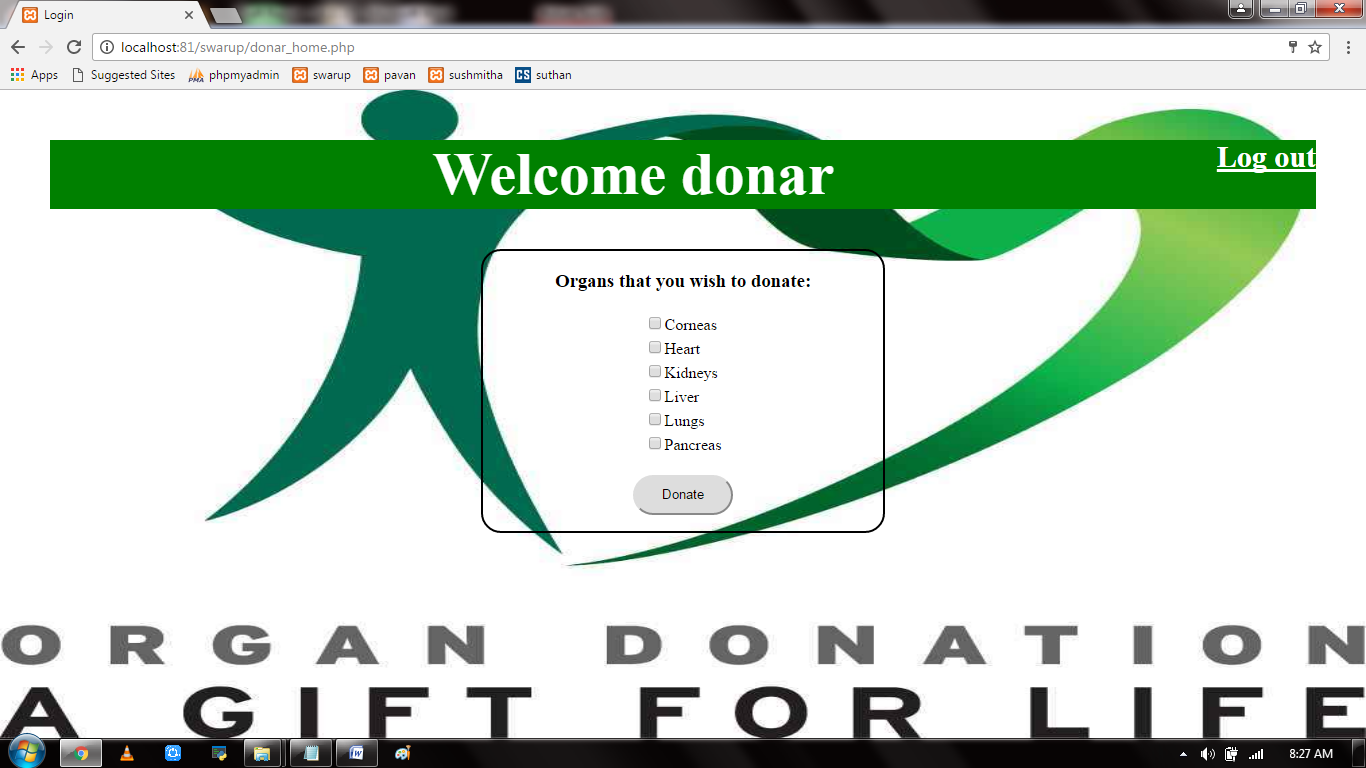 Login
localhost:81/swarup/donar_home.php
Apps Suggested Sites phpmyadmin swarup pavan sushmitha suthan
Welcome donar
Log out
Organs that you wish to donate:
Corneas
Heart
Kidneys
Liver
Lungs
Pancreas
Donate
ORGAN DONATION
A GIFT FOR LIFE
8:27 AM